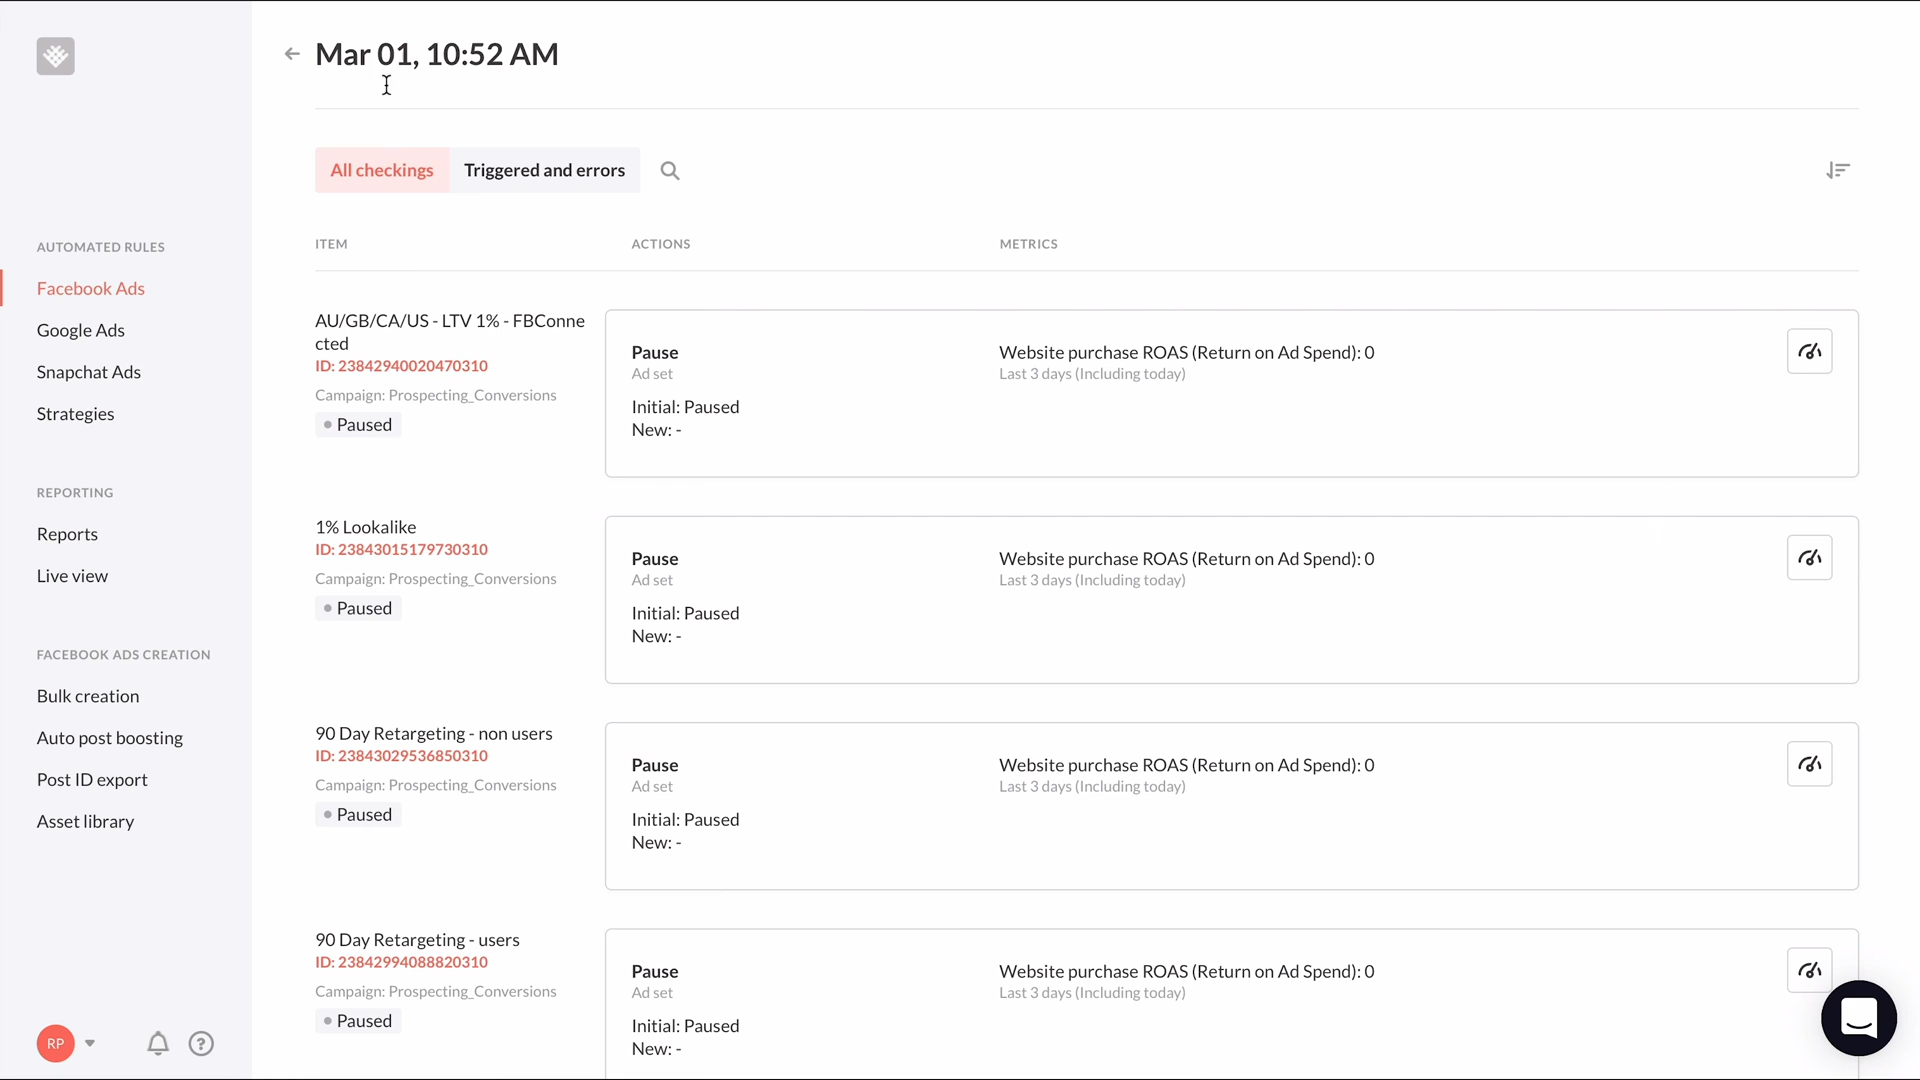 Mar 01, 10:52 AM
All checkings
Triggered and errors
AUTOMATED RULES
Facebook Ads
Google Ads
Snapchat Ads
Strategies
REPORTING
Reports
Live view
FACEBOOK ADS CREATION
Bulk creation
Auto post boosting
Post ID export
Asset library
RP
ITEM
ACTIONS
METRICS
AU/GB/CA/US - LTV 1% - FBConne
cted
ID: 23842940020470310
Campaign: Prospecting_Conversions
Paused
Pause
Ad set
Initial: Paused
New: -
Website purchase ROAS (Return on Ad Spend): 0
Last 3 days (Including today)
1% Lookalike
ID: 23843015179730310
Campaign: Prospecting_Conversions
Paused
Pause
Ad set
Initial: Paused
New: -
Website purchase ROAS (Return on Ad Spend): 0
Last 3 days (Including today)
90 Day Retargeting - non users
ID: 23843029536850310
Campaign: Prospecting_Conversions
Paused
Pause
Ad set
Initial: Paused
New: -
Website purchase ROAS (Return on Ad Spend): 0
Last 3 days (Including today)
90 Day Retargeting - users
ID: 23842994088820310
Campaign: Prospecting_Conversions
Paused
Pause
Ad set
Initial: Paused
New: -
Website purchase ROAS (Return on Ad Spend): 0
Last 3 days (Including today)